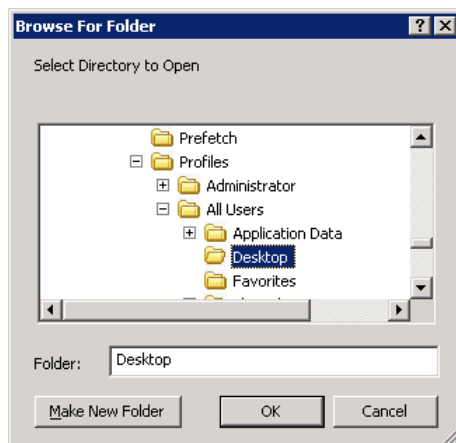 Browse For Folder
Select Directory to Open
Prefetch
Profiles
Administrator
All Users
Application Data
Desktop
Favorites
Folder: Desktop
Make New Folder OK Cancel